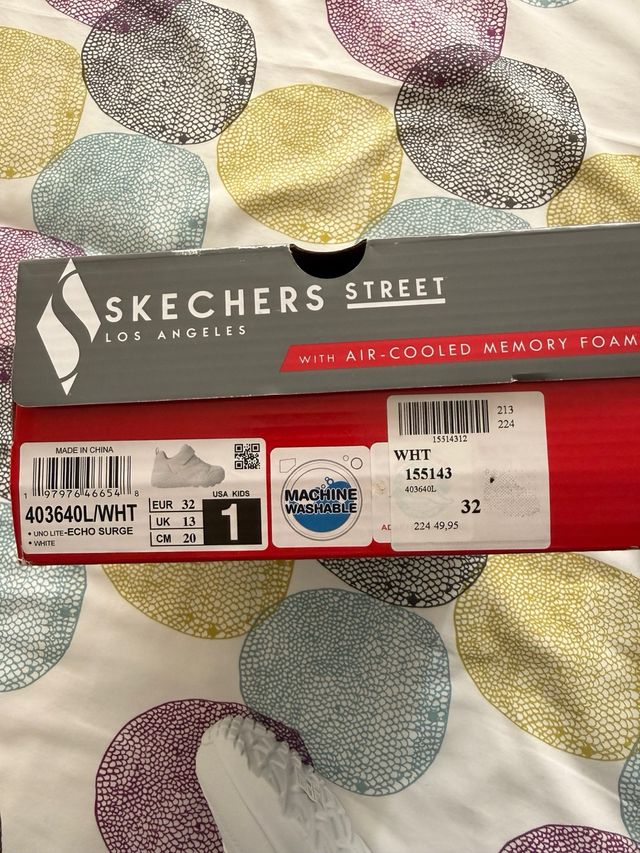 SKECHERS STREET
LOS ANGELES
WITH AIR-COOLED MEMORY FOAM
MADE IN CHINA
1 97976 46654 8
403640L/WHT
• UNO LITE-ECHO SURGE
• WHITE
EUR 32
UK 13
CM 20
USA KIDS
1
MACHINE
WASHABLE
AD
213
224
15514312
WHT
155143
403640L
32
224 49,95